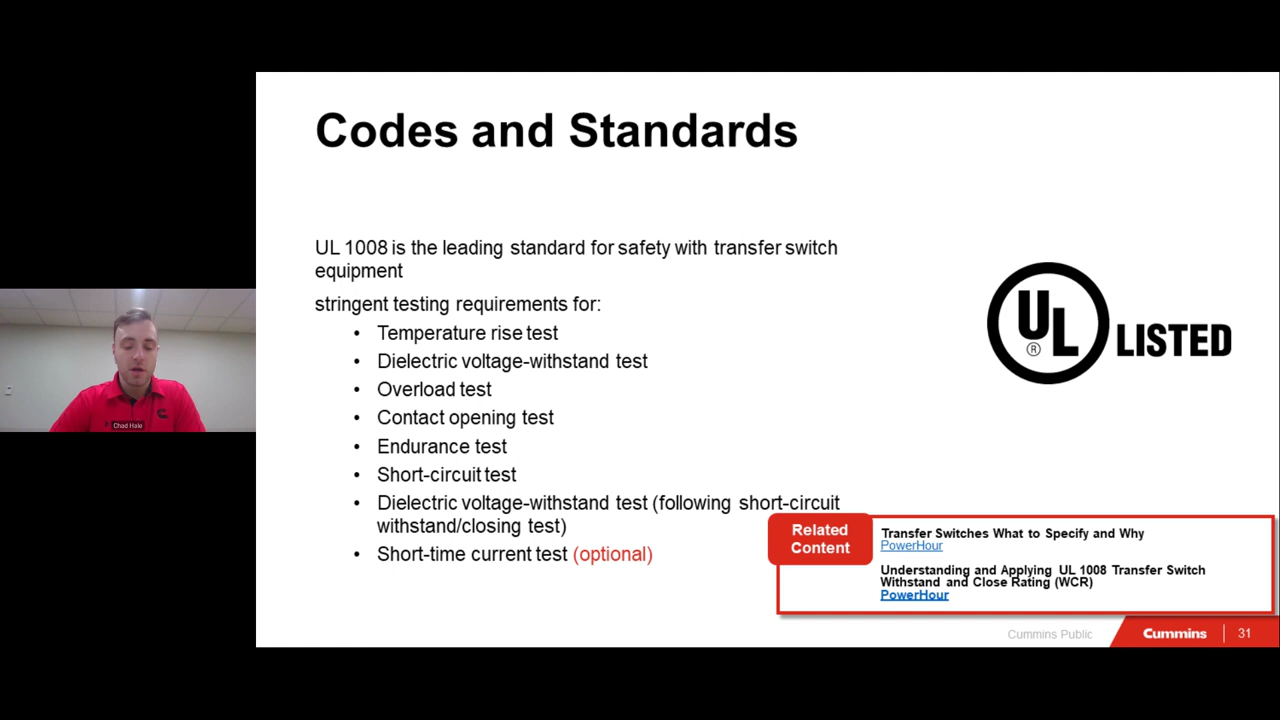 Codes and Standards
UL 1008 is the leading standard for safety with transfer switch
equipment
stringent testing requirements for:
• Temperature rise test
• Dielectric voltage-withstand test
• Overload test
• Contact opening test
• Endurance test
• Short-circuit test
• Dielectric voltage-withstand test (following short-circuit
withstand/closing test)
• Short-time current test (optional)
UL ® LISTED
Chad Hale
Related
Content
Transfer Switches What to Specify and Why
PowerHour
Understanding and Applying UL 1008 Transfer Switch
Withstand and Close Rating (WCR)
PowerHour
Cummins Public
Cummins
31